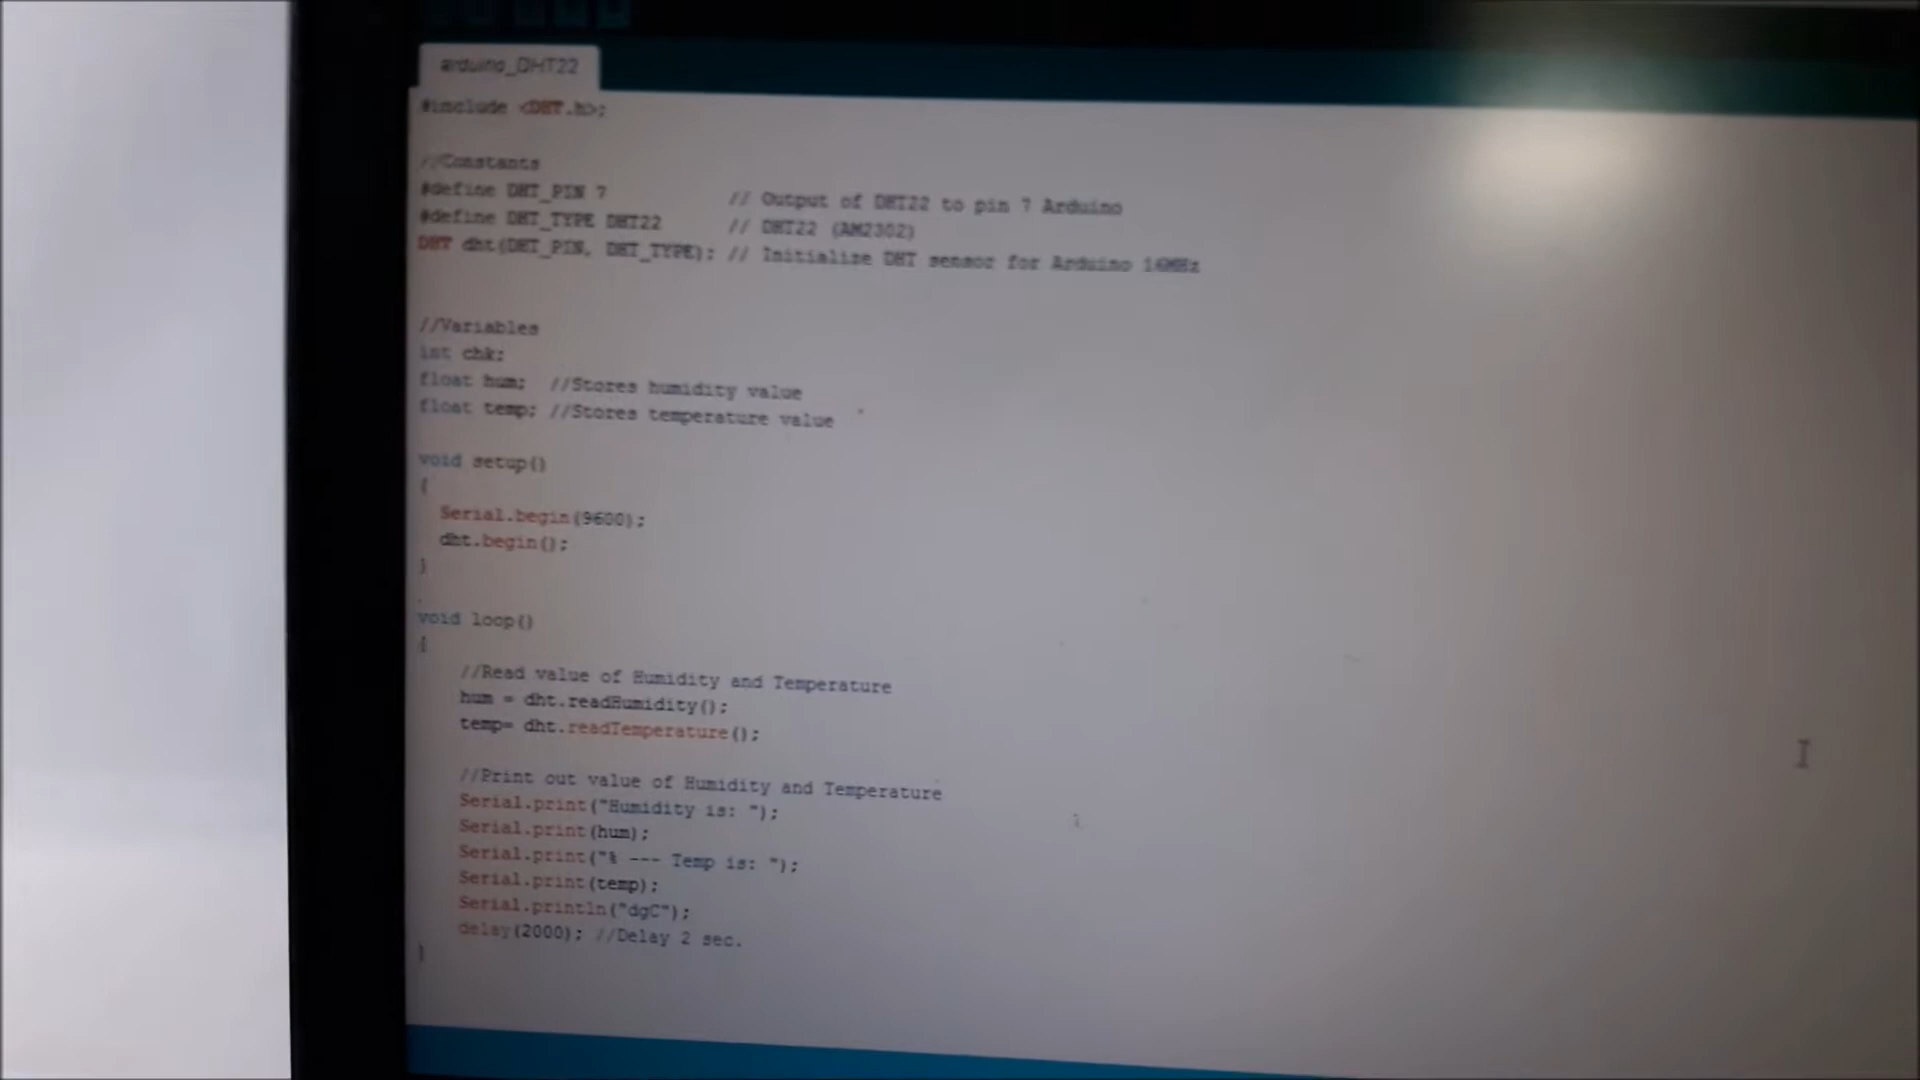 arduino_DHT22
#include <DHT.h>;
//Constants
#define DHT_PIN 7 // Output of DHT22 to pin 7 Arduino
#define DHT_TYPE DHT22 // DHT22 (AM2302)
DHT dht(DHT_PIN, DHT_TYPE); // Initialize DHT sensor for Arduino 16MHz
//Variables
int chk;
float hum; //Stores humidity value
float temp; //Stores temperature value
void setup()
{
Serial.begin(9600);
dht.begin();
}
void loop()
{
//Read value of Humidity and Temperature
hum = dht.readHumidity();
temp= dht.readTemperature();
//Print out value of Humidity and Temperature
Serial.print("Humidity is: ");
Serial.print(hum);
Serial.print("% --- Temp is: ");
Serial.print(temp);
Serial.println("dgC");
delay(2000); //Delay 2 sec.
}